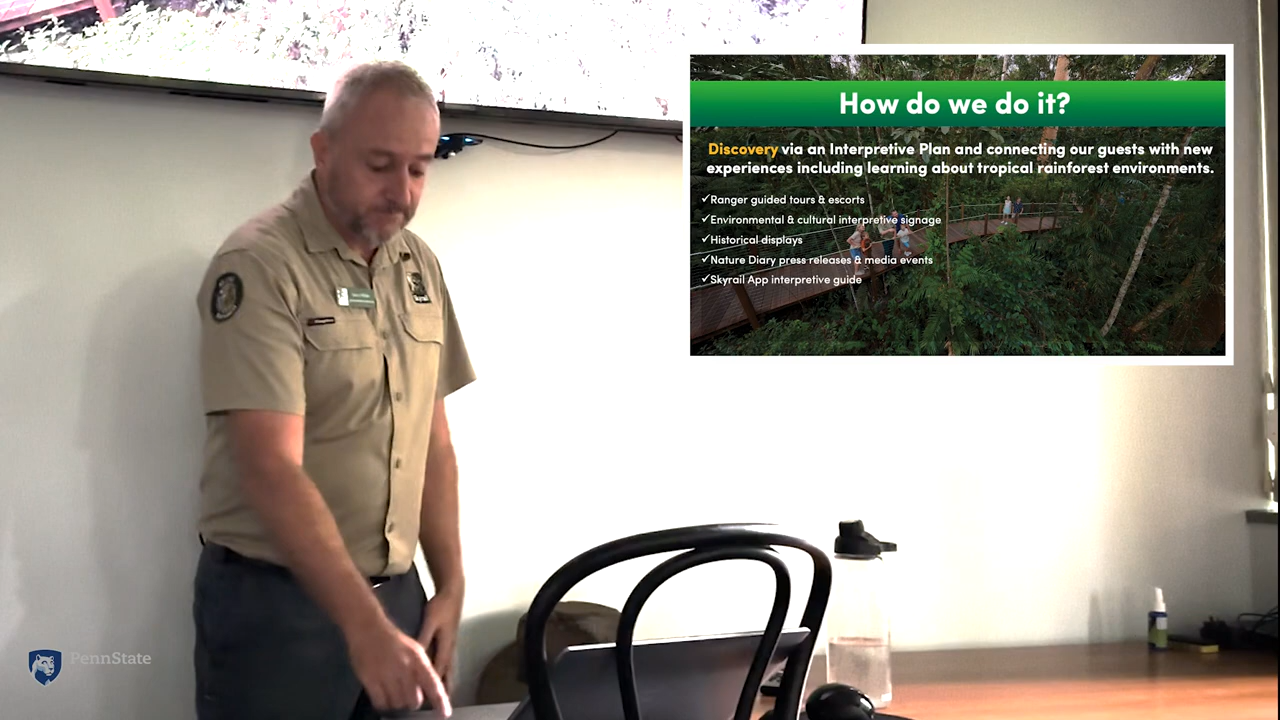 How do we do it?
Discovery via an Interpretive Plan and connecting our guests with new
experiences including learning about tropical rainforest environments.
✓Ranger guided tours & escorts
✓Environmental & cultural interpretive signage
✓Historical displays
✓Nature Diary press releases & media events
✓Skyrail App interpretive guide
PennState